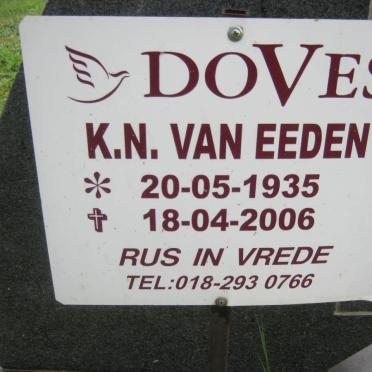 DOVES
K.N. VAN EEDEN
* 20-05-1935
✝ 18-04-2006
RUS IN VREDE
TEL:018-293 0766